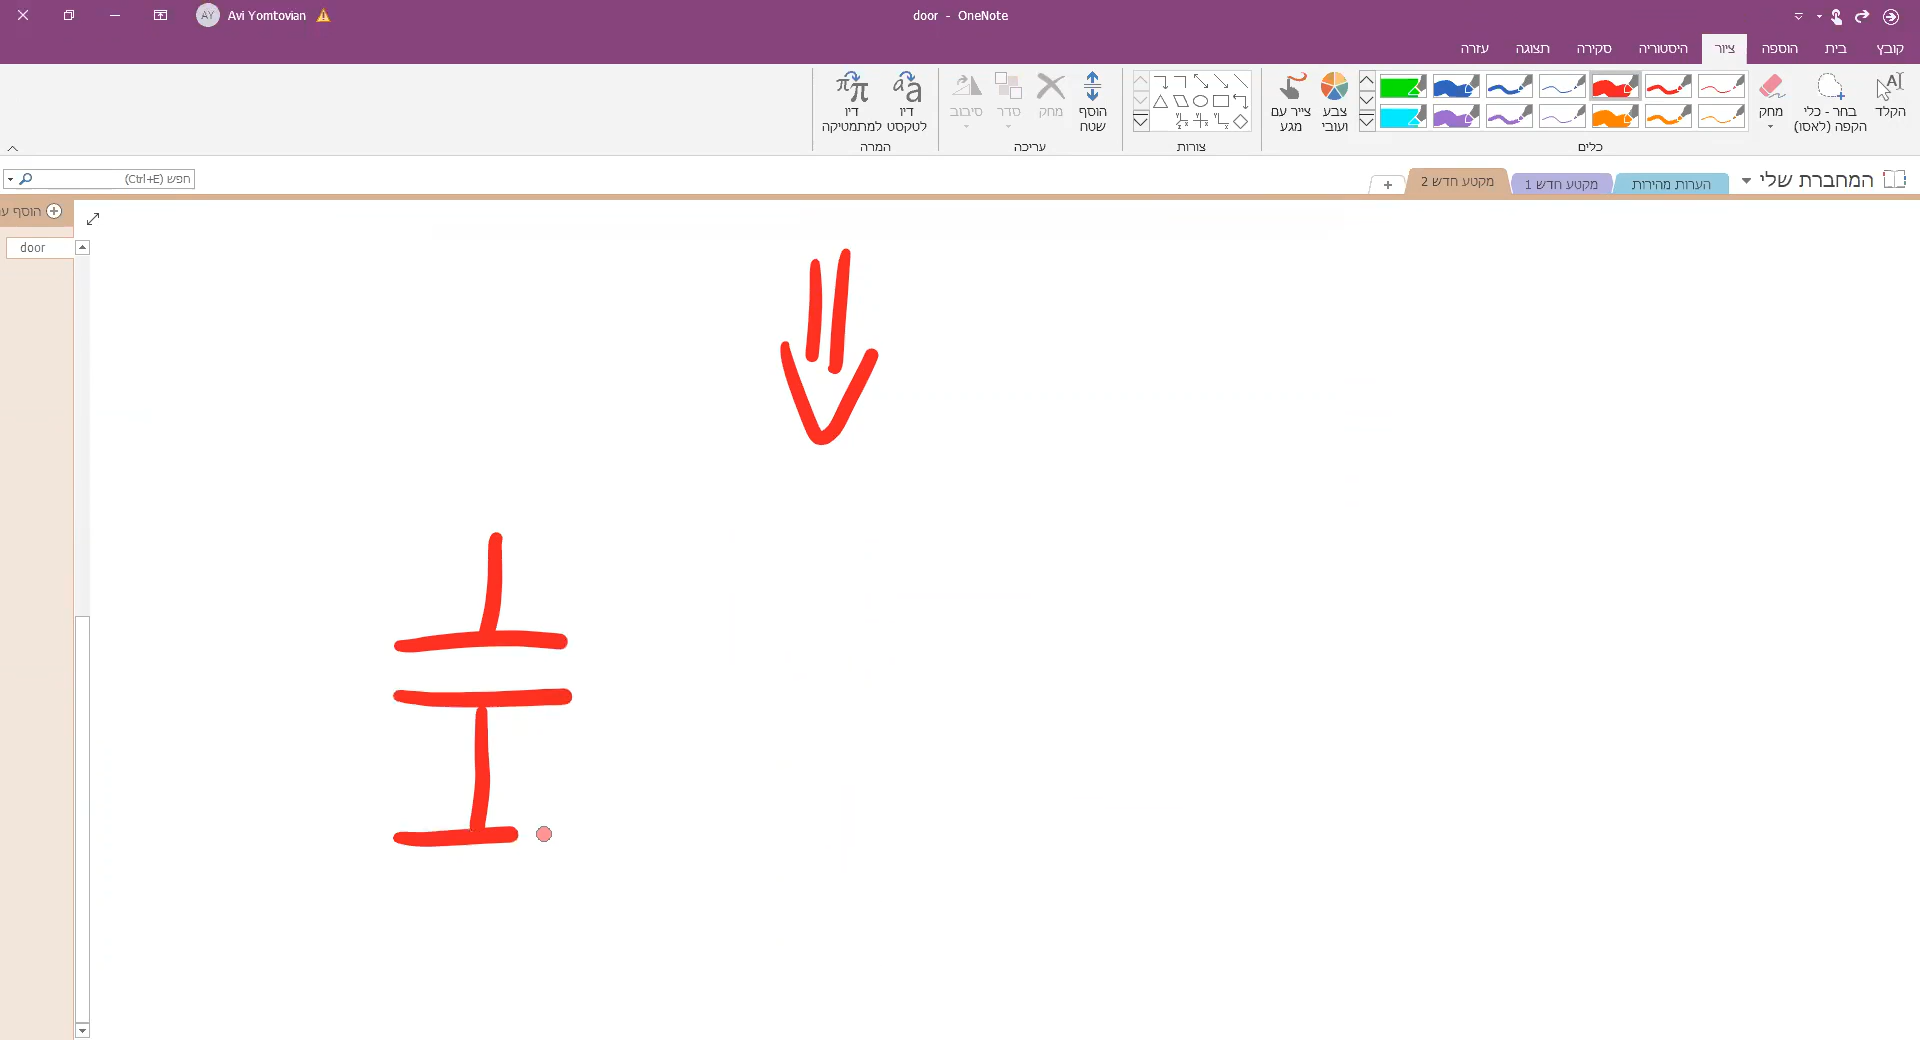 Avi Yomtovian
AY
door - OneNote
קובץ
בית
הוספה
ציור
היסטוריה
סקירה
תצוגה
עזרה
הקלד
בחר - כלי
הקפה (לאסו)
מחק
כלים
צבע
ועובי
צייר עם
מגע
צורות
הוסף
שטח
מחק
סדר
סיבוב
עריכה
דיו
לטקסט
דיו
למתמטיקה
המרה
המחברת שלי
הערות מהירות
מקטע חדש 1
מקטע חדש 2
+
חפש (Ctrl+E)
הוסף
door